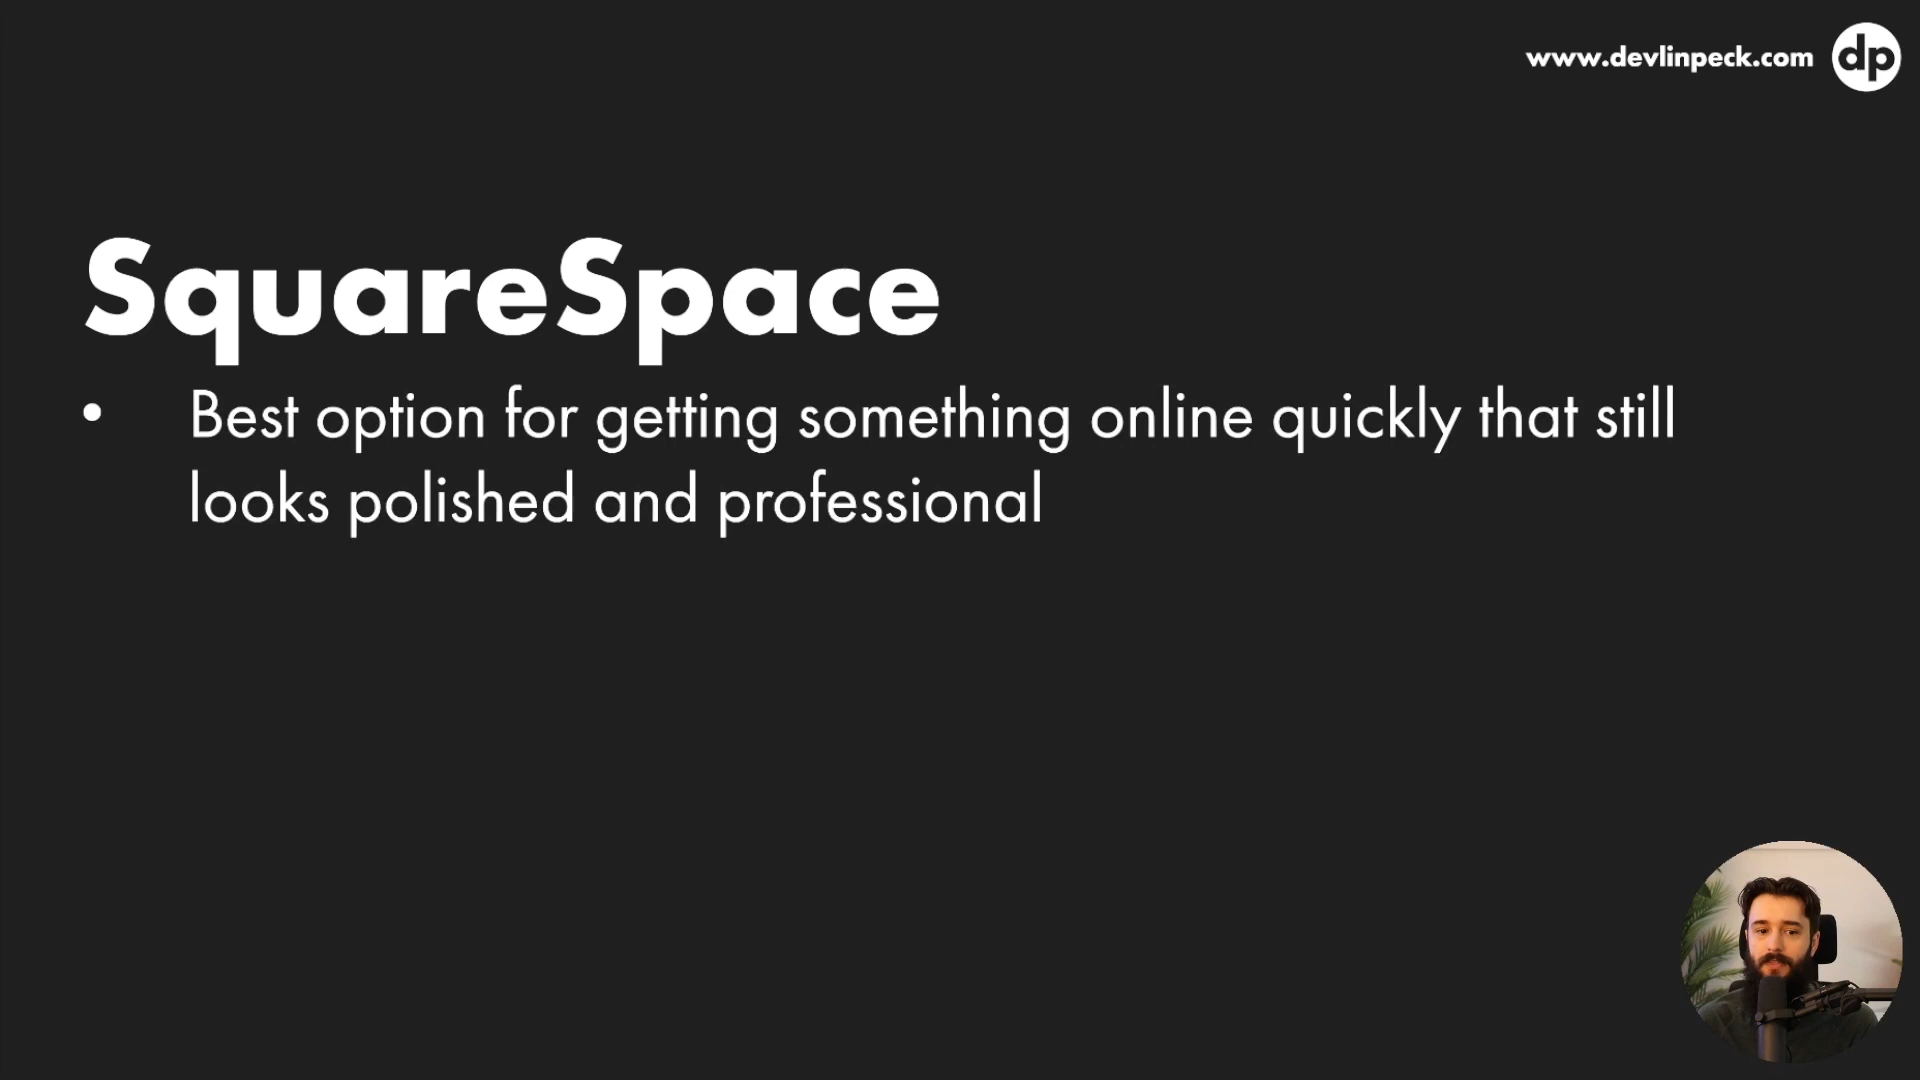 www.devlinpeck.com dp
SquareSpace
• Best option for getting something online quickly that still
looks polished and professional